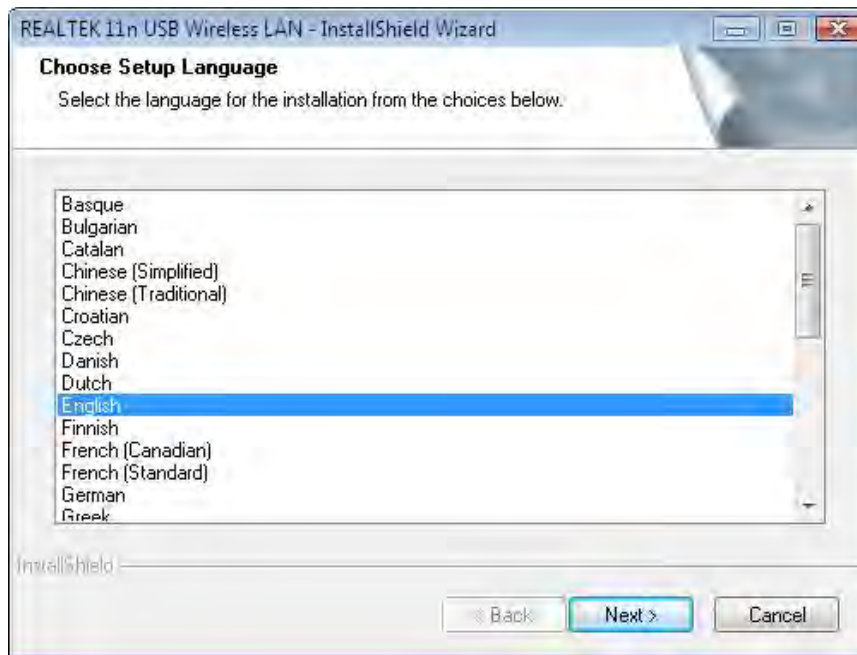 REALTEK 11n USB Wireless LAN - InstallShield Wizard
Choose Setup Language
Select the language for the installation from the choices below.
Basque
Bulgarian
Catalan
Chinese (Simplified)
Chinese (Traditional)
Croatian
Czech
Danish
Dutch
English
Finnish
French (Canadian)
French (Standard)
German
Greek
InstallShield
< Back Next > Cancel